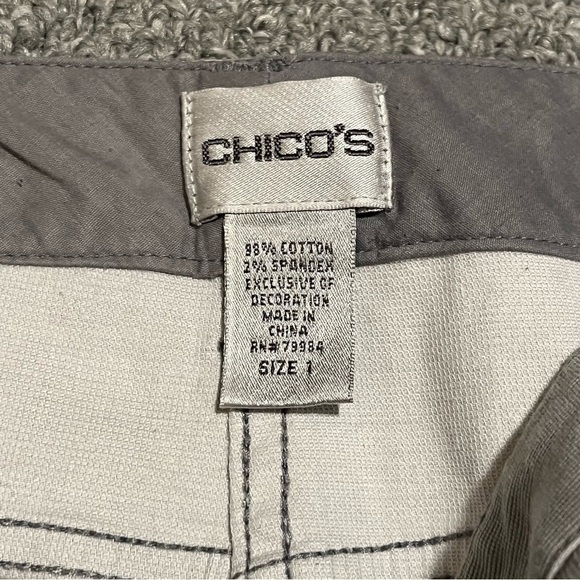 CHICO'S
98% COTTON
2% SPANDEX
EXCLUSIVE OF
DECORATION
MADE IN
CHINA
RN#79984
SIZE 1